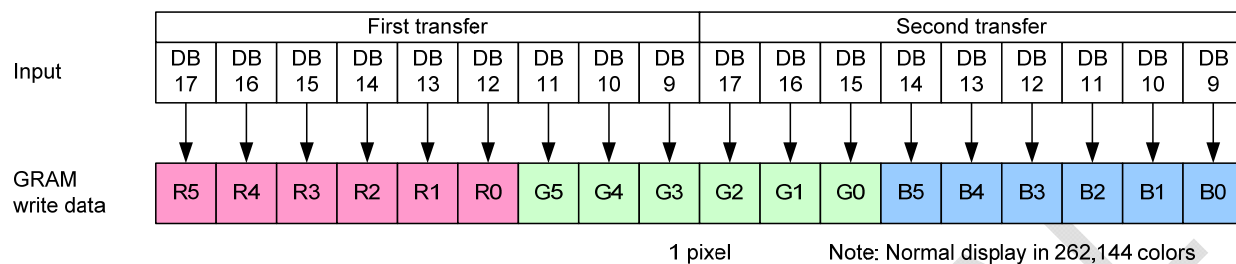 First transfer Second transfer
Input DB 17 DB 16 DB 15 DB 14 DB 13 DB 12 DB 11 DB 10 DB 9 DB 17 DB 16 DB 15 DB 14 DB 13 DB 12 DB 11 DB 10 DB 9
GRAM write data R5 R4 R3 R2 R1 R0 G5 G4 G3 G2 G1 G0 B5 B4 B3 B2 B1 B0
1 pixel Note: Normal display in 262,144 colors